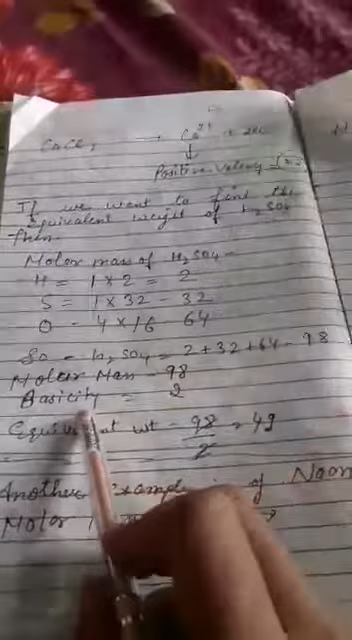 CaCl₂ → Ca²⁺ +
Positive Valency
If we want to find the
Equivalent weight of H₂SO₄
then
Molar mass of H₂SO₄ -
H = 1 × 2 = 2
S = 1 × 32 - 32
O - 4 × 16 - 64
So - H₂SO₄ = 2+32+64 - 98
Molar Mass - 98
Basicity = 2
Equivalent wt - 98/2 = 49
Another Example of
Molar